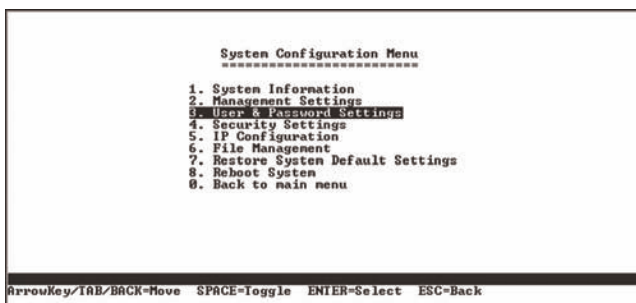 System Configuration Menu
==========================
1. System Information
2. Management Settings
3. User & Password Settings
4. Security Settings
5. IP Configuration
6. File Management
7. Restore System Default Settings
8. Reboot System
0. Back to main menu
ArrowKey/TAB/BACK=Move SPACE=Toggle ENTER=Select ESC=Back